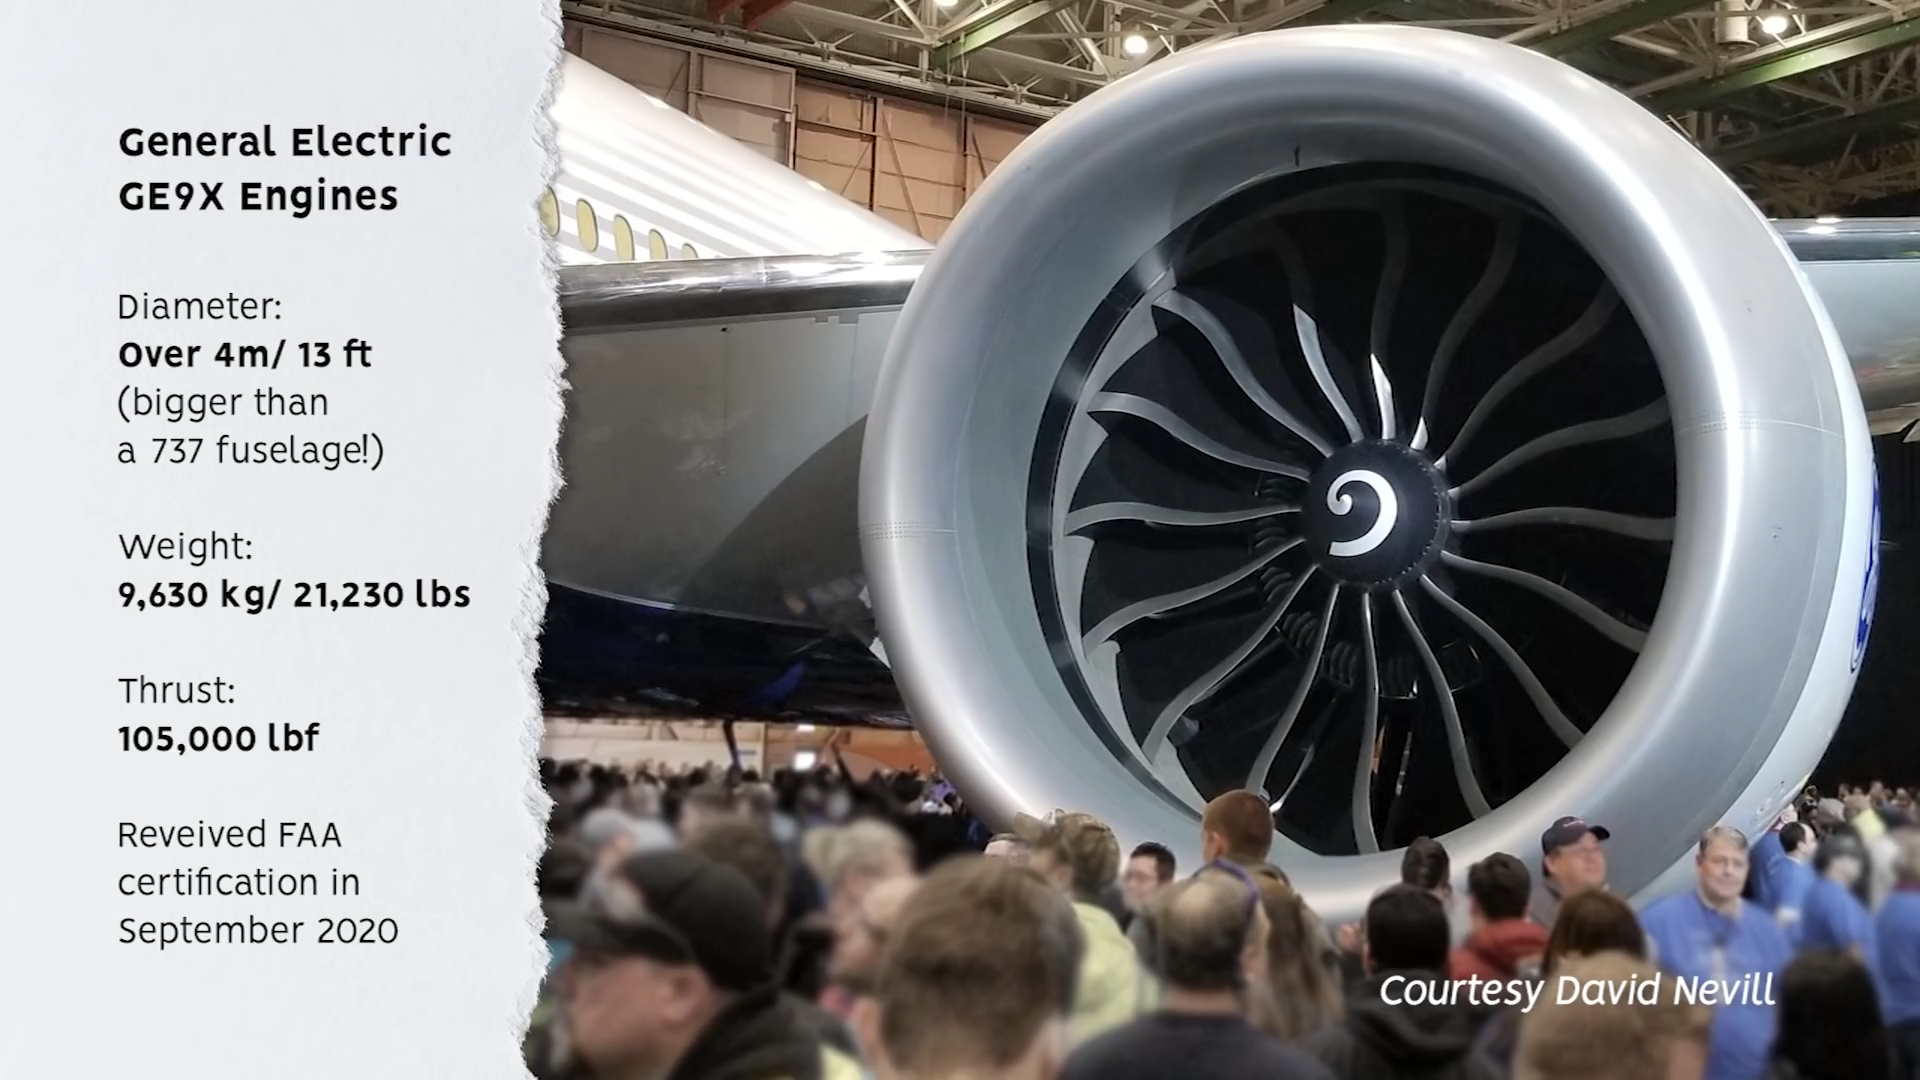 General Electric
GE9X Engines
Diameter:
Over 4m/ 13 ft
(bigger than
a 737 fuselage!)
Weight:
9,630 kg/ 21,230 lbs
Thrust:
105,000 lbf
Reveived FAA
certification in
September 2020
Courtesy David Nevill